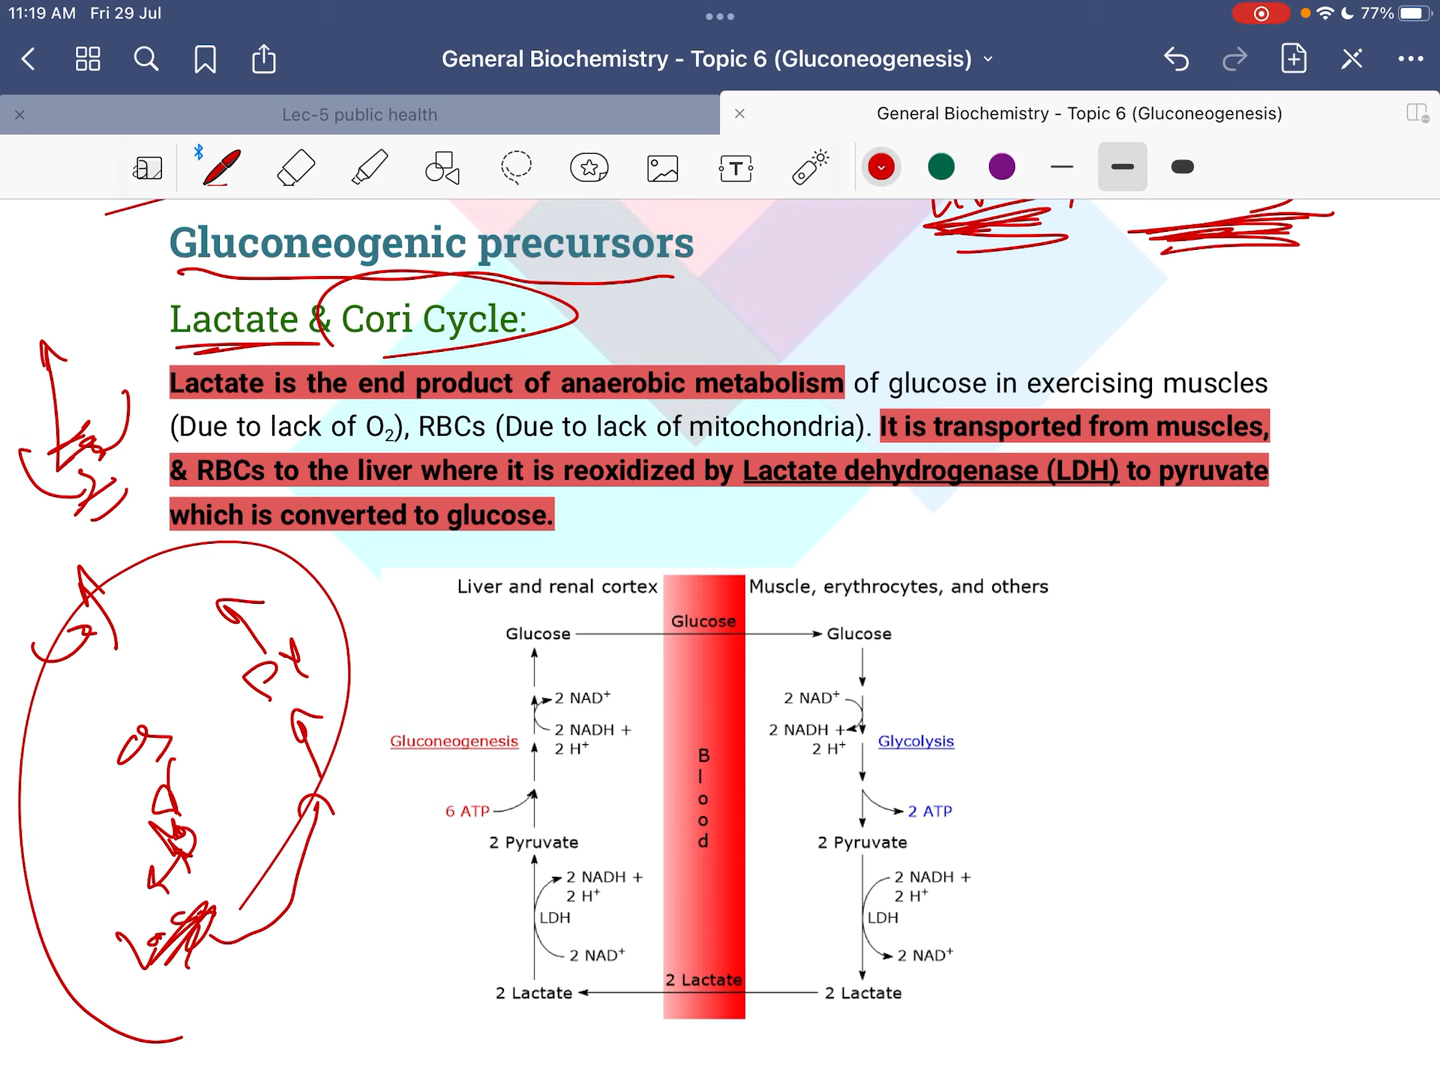 11:19 AM Fri 29 Jul
77%
General Biochemistry - Topic 6 (Gluconeogenesis)
Lec-5 public health
General Biochemistry - Topic 6 (Gluconeogenesis)
Gluconeogenic precursors
Lactate & Cori Cycle:
Lactate is the end product of anaerobic metabolism of glucose in exercising muscles
(Due to lack of O₂), RBCs (Due to lack of mitochondria). It is transported from muscles,
& RBCs to the liver where it is reoxidized by Lactate dehydrogenase (LDH) to pyruvate
which is converted to glucose.
Liver and renal cortex
Muscle, erythrocytes, and others
Glucose
Glucose
Glucose
2 NAD⁺
2 NADH +
2 H⁺
Gluconeogenesis
6 ATP
2 Pyruvate
2 NADH +
2 H⁺
LDH
2 NAD⁺
2 Lactate
Blood
2 Lactate
2 NAD⁺
2 NADH +
2 H⁺
Glycolysis
2 ATP
2 Pyruvate
2 NADH +
2 H⁺
LDH
2 NAD⁺
2 Lactate